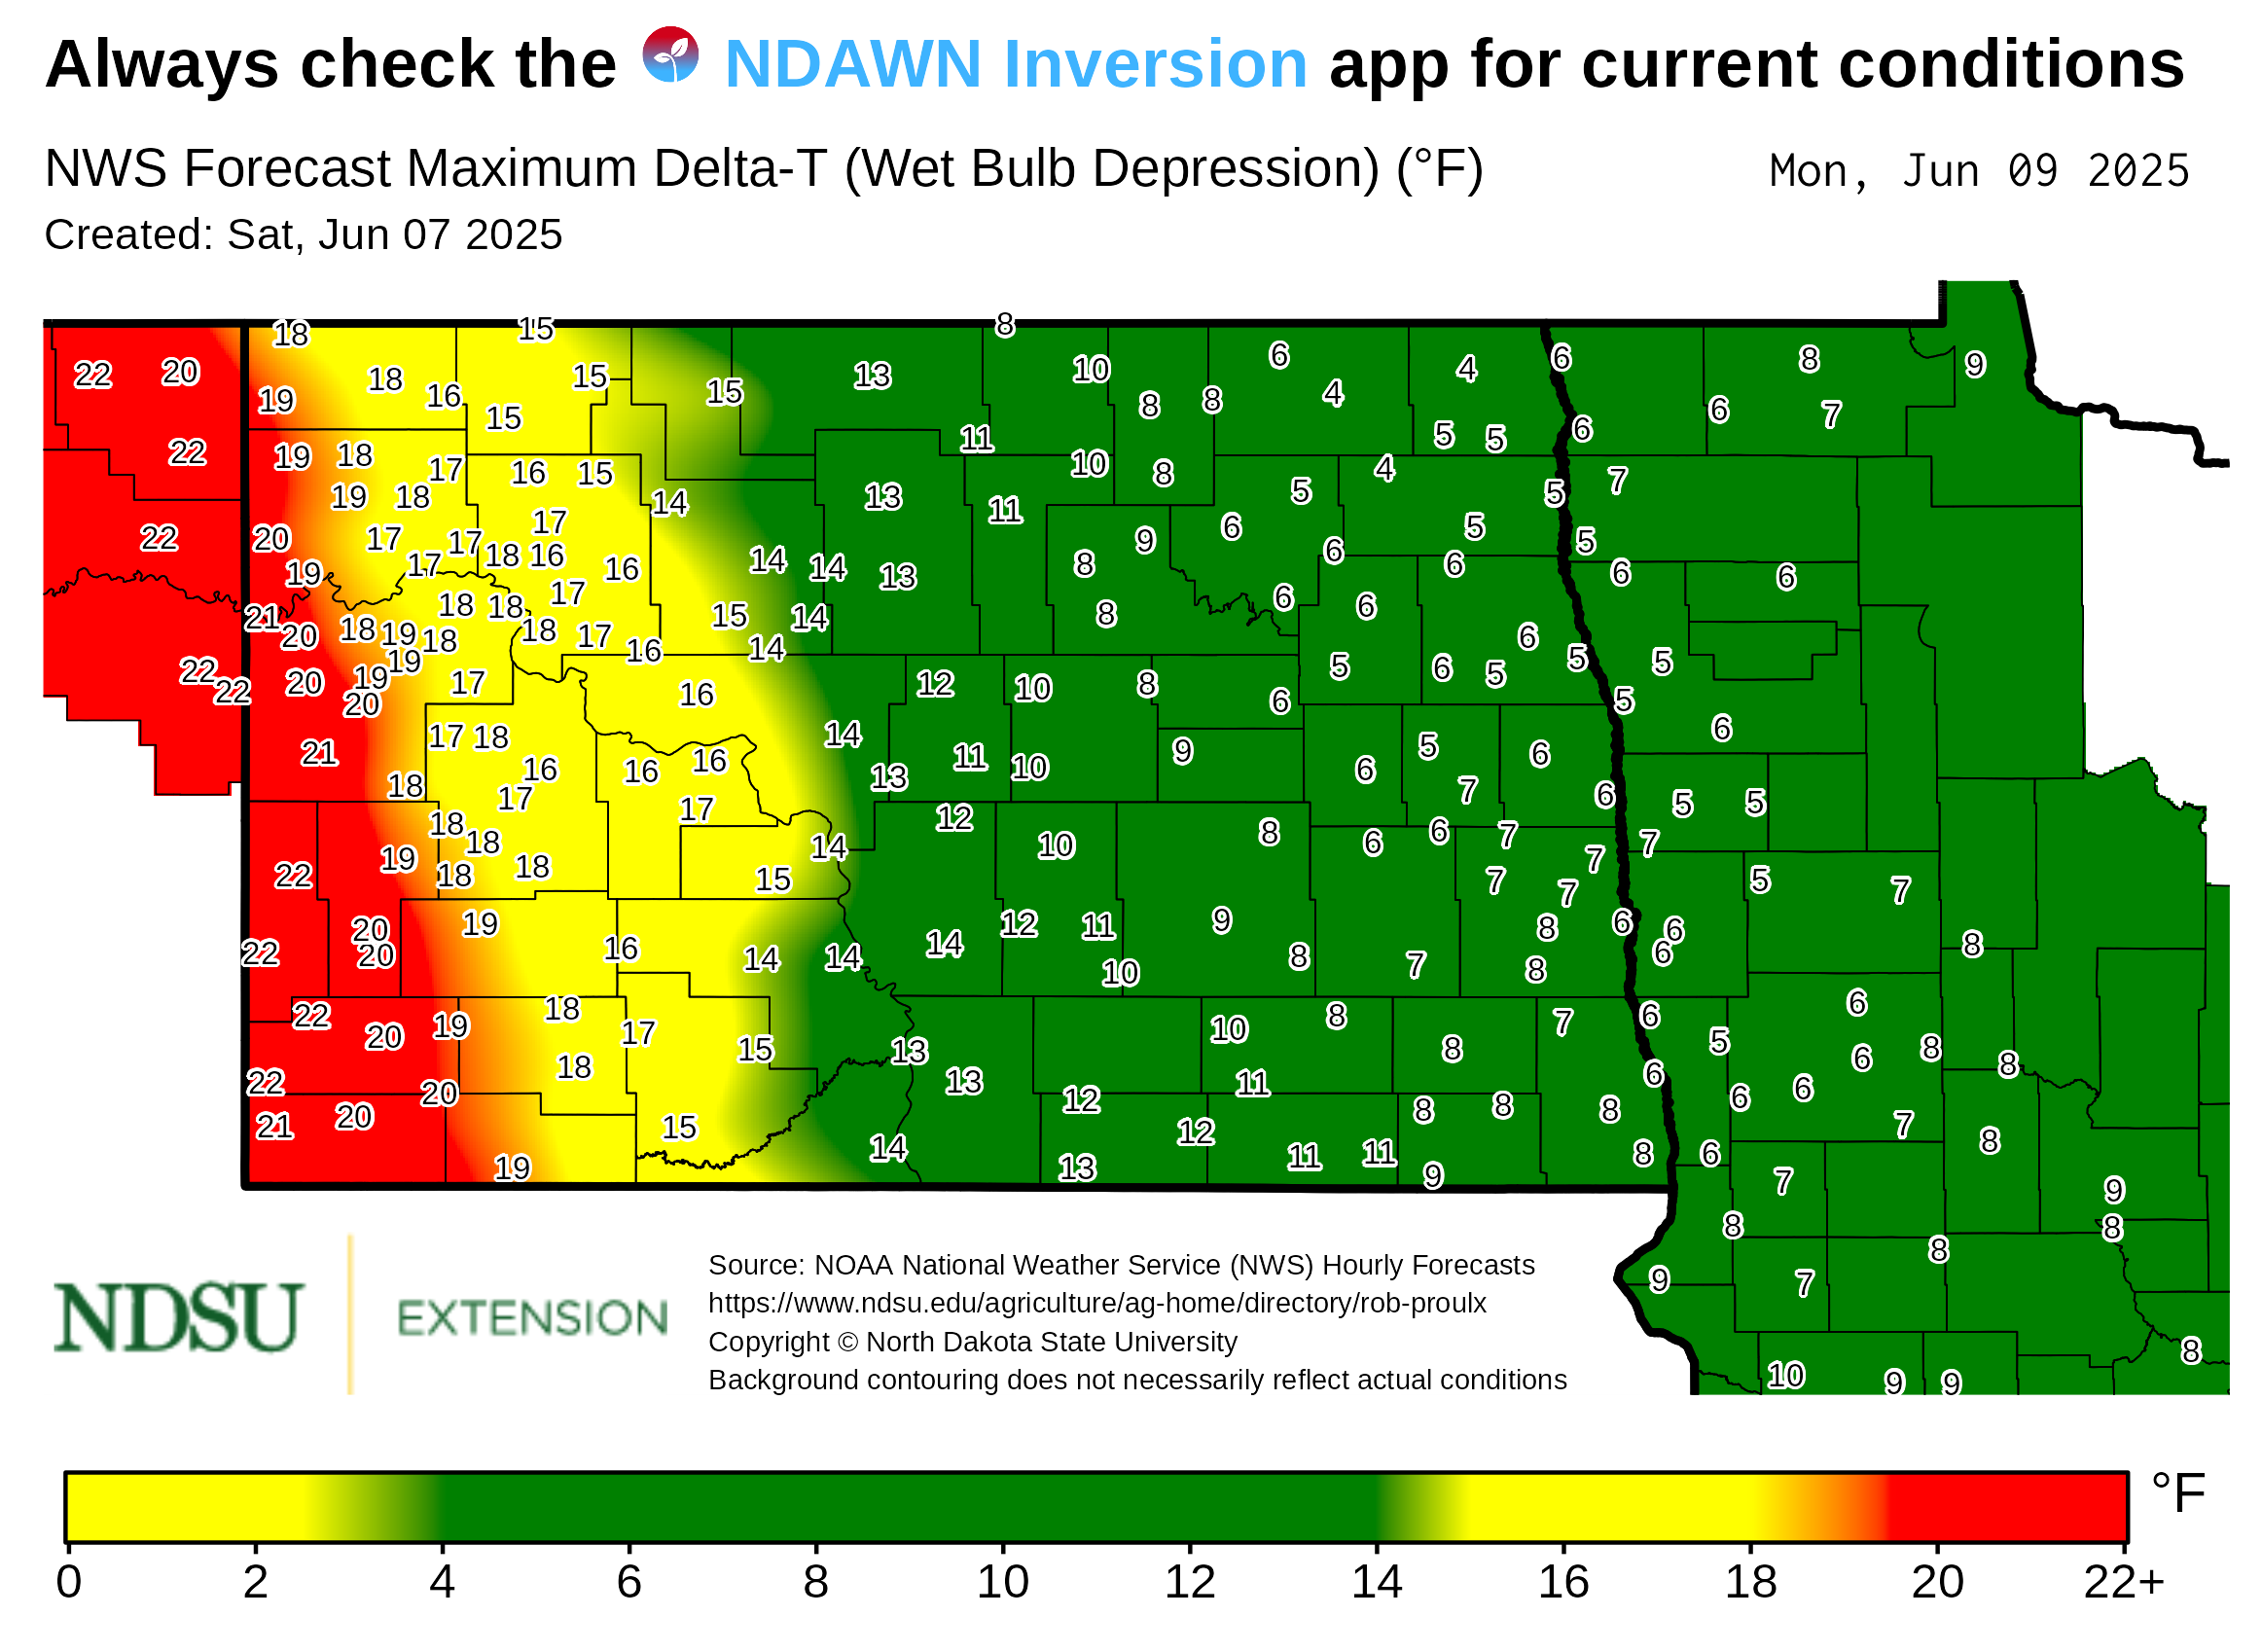 Always check the NDAWN Inversion app for current conditions
NWS Forecast Maximum Delta-T (Wet Bulb Depression) (°F) Mon, Jun 09 2025
Created: Sat, Jun 07 2025
18 15 8
22 20 18 16 15 15 13 10 6 4 6 8 9
19 15 8 8 4 6 7
22 19 18 17 16 15 11 10 8 5 5 6
19 18 14 13 11 5 4 5 7
22 20 17 17 17 18 16 9 6 5 5
19 17 16 14 14 13 8 6 6 6 6
21 20 18 19 18 18 18 17 18 17 15 14 8 6 6 6
22 22 20 19 19 20 17 16 16 14 12 10 8 6 5 6 5 5 5 5
21 17 18 16 16 16 14 13 11 10 9 6 5 6 6
18 17 17 12 7 6 5 5
22 19 18 18 18 18 15 14 10 8 6 6 7 7 7 7 7 5 7
22 20 20 19 16 14 14 14 12 11 10 9 8 7 8 8 6 6 6 8
22 20 19 18 17 15 13 10 8 8 7 6 5 6 6 8 8
22 20 18 13 12 11 8 8 8 6 6 6
21 20 19 15 14 13 12 11 11 9 8 6 7 8
7 9
8 8 8
9 7
8
10 9 9
NDSU EXTENSION
Source: NOAA National Weather Service (NWS) Hourly Forecasts
https://www.ndsu.edu/agriculture/ag-home/directory/rob-proulx
Copyright © North Dakota State University
Background contouring does not necessarily reflect actual conditions
°F
0 2 4 6 8 10 12 14 16 18 20 22+